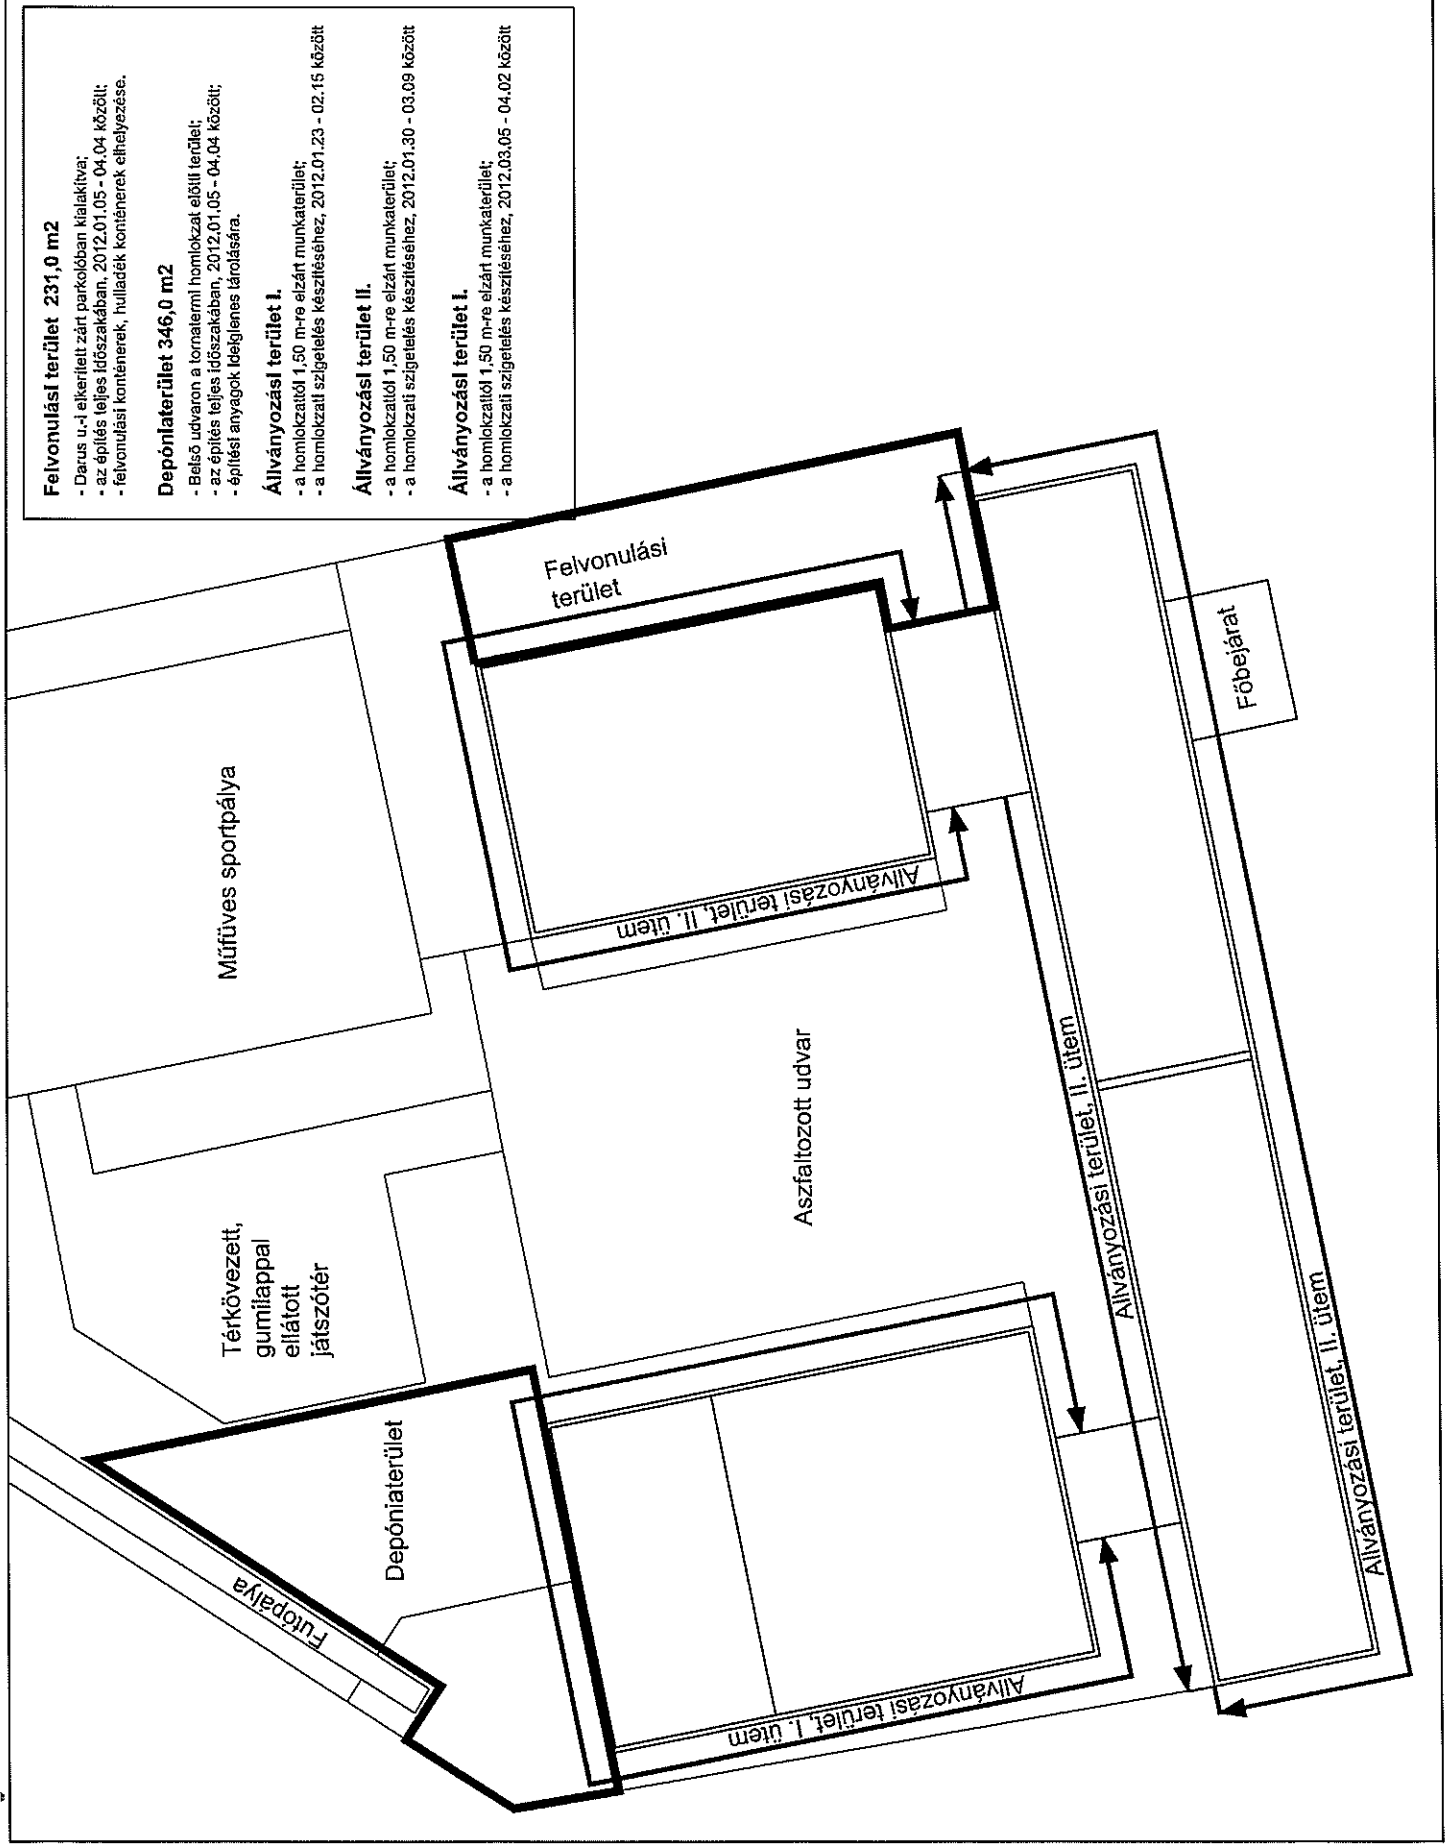 Felvonulási terület 231,0 m2
- Darus u.-i elkerített zárt parkolóban kialakítva;
- az építés teljes időszakában, 2012.01.05 - 04.04 között;
- felvonulási konténerek, hulladék konténerek elhelyezése.
Depóniaterület 346,0 m2
- Belső udvaron a tornatermi homlokzat előtti terület;
- az építés teljes időszakában, 2012.01.05 - 04.04 között;
- építési anyagok ideiglenes tárolására.
Állványozási terület I.
- a homlokzattól 1,50 m-re elzárt munkaterület;
- a homlokzati szigetelés készítéséhez, 2012.01.23 - 02.15 között
Állványozási terület II.
- a homlokzattól 1,50 m-re elzárt munkaterület;
- a homlokzati szigetelés készítéséhez, 2012.01.30 - 03.09 között
Állványozási terület I.
- a homlokzattól 1,50 m-re elzárt munkaterület;
- a homlokzati szigetelés készítéséhez, 2012.03.05 - 04.02 között
Futópálya
Depóniaterület
Térkövezett,
gumilappal
ellátott
játszótér
Műfüves sportpálya
Felvonulási
terület
Állványozási terület, II. ütem
Aszfaltozott udvar
Állványozási terület, I. ütem
Állványozási terület, II. ütem
Főbejárat
Állványozási terület, II. ütem